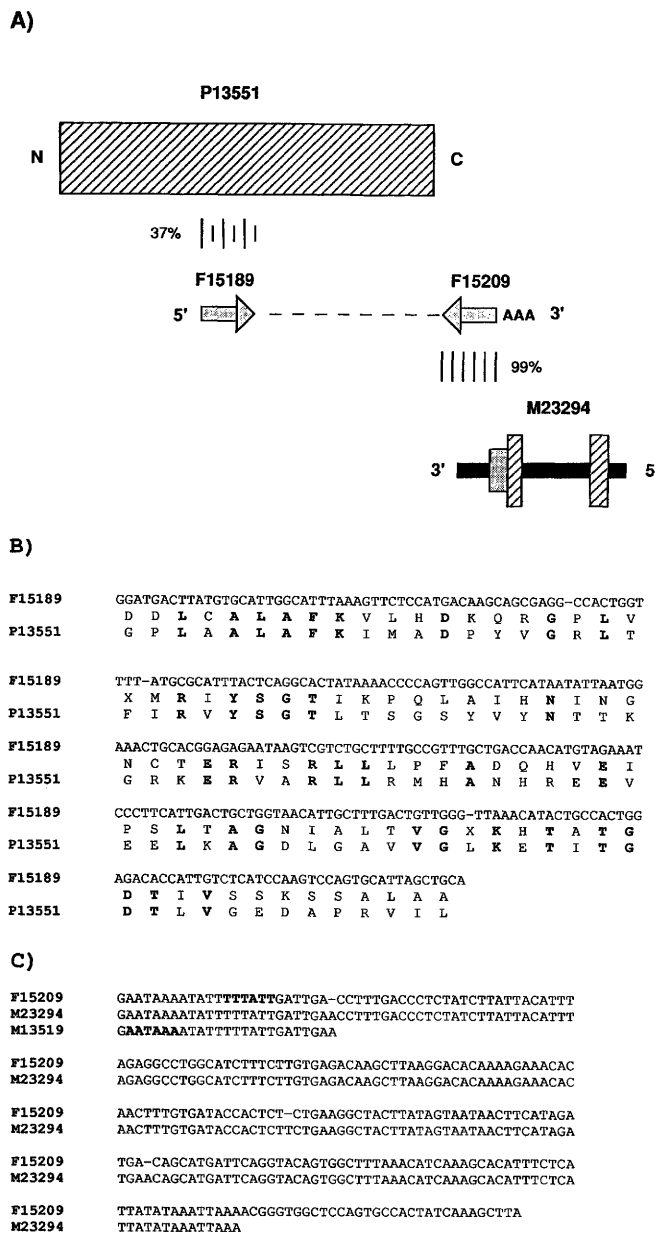 A)
P13551
N
C
37%
F15189
F15209
5'
AAA 3'
99%
M23294
3'
5
B)
F15189 GGATGACTTATGTGCATTGGCATTTAAAGTTCTCCATGACAAGCAGCGAGG-CCACTGGT
D D L C A L A F K V L H D K Q R G P L V
P13551 G P L A A L A F K I M A D P Y V G R L T
F15189 TTT-ATGCGCATTTACTCAGGCACTATAAAACCCCAGTTGGCCATTCATAATATTAATGG
X M R I Y S G T I K P Q L A I H N I N G
P13551 F I R V Y S G T L T S G S Y V Y N T T K
F15189 AAACTGCACGGAGAGAATAAGTCGTCTGCTTTTGCCGTTTGCTGACCAACATGTAGAAAT
N C T E R I S R L L L P F A D Q H V E I
P13551 G R K E R V A R L L R M H A N H R E E V
F15189 CCCTTCATTGACTGCTGGTAACATTGCTTTGACTGTTGGG-TTAAACATACTGCCACTGG
P S L T A G N I A L T V G X K H T A T G
P13551 E E L K A G D L G A V V G L K E T I T G
F15189 AGACACCATTGTCTCATCCAAGTCCAGTGCATTAGCTGCA
D T I V S S K S S A L A A
P13551 D T L V G E D A P R V I L
C)
F15209 GAATAAAATATTTTTATTGATTGA-CCTTTGACCCTCTATCTTATTACATTT
M23294 GAATAAAATATTTTTATTGATTGAACCTTTGACCCTCTATCTTATTACATTT
M13519 GAATAAAATATTTTTATTGATTGAA
F15209 AGAGGCCTGGCATCTTTCTTGTGAGACAAGCTTAAGGACACAAAAGAAACAC
M23294 AGAGGCCTGGCATCTTTCTTGTGAGACAAGCTTAAGGACACAAAAGAAACAC
F15209 AACTTTGTGATACCACTCT-CTGAAGGCTACTTATAGTAATAACTTCATAGA
M23294 AACTTTGTGATACCACTCTTCTGAAGGCTACTTATAGTAATAACTTCATAGA
F15209 TGA-CAGCATGATTCAGGTACAGTGGCTTTAAACATCAAAGCACATTTCTCA
M23294 TGAACAGCATGATTCAGGTACAGTGGCTTTAAACATCAAAGCACATTTCTCA
F15209 TTATATAAATTAAAACGGGTGGCTCCAGTGCCACTATCAAAGCTTA
M23294 TTATATAAATTAAA